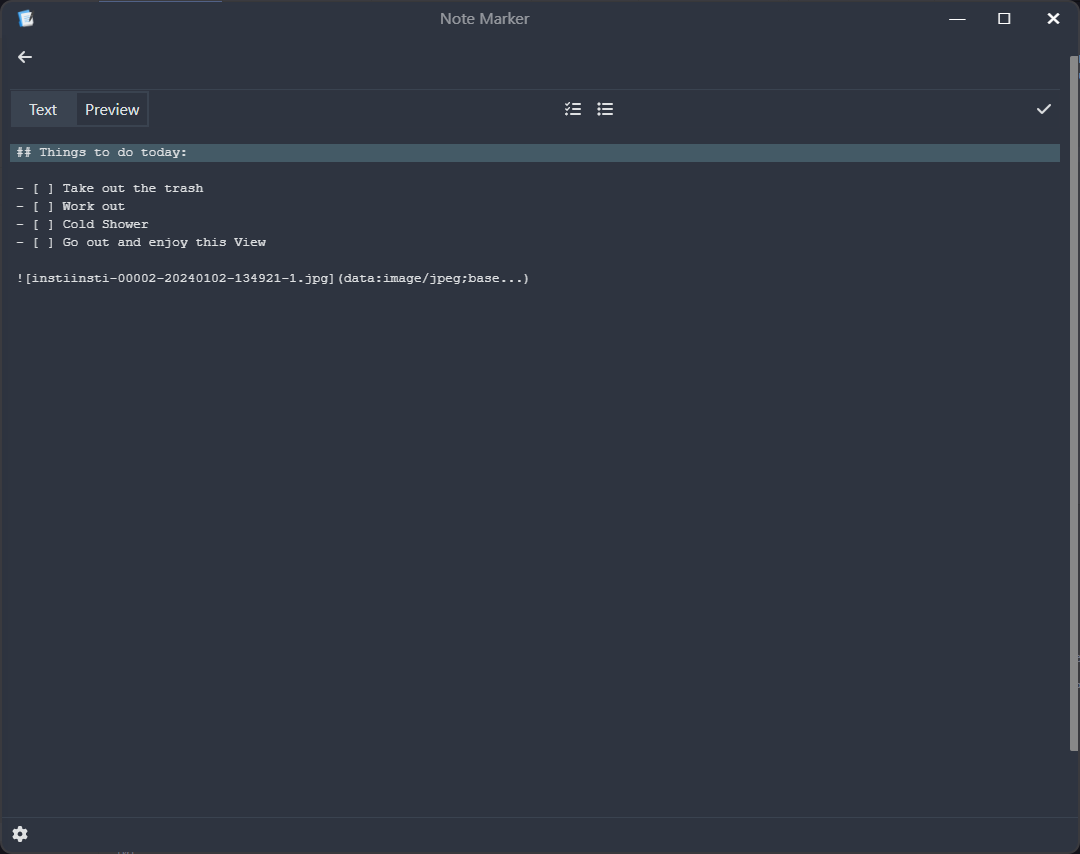 Note Marker
Text
Preview
## Things to do today:
- [ ] Take out the trash
- [ ] Work out
- [ ] Cold Shower
- [ ] Go out and enjoy this View
![instiinsti-00002-20240102-134921-1.jpg](data:image/jpeg;base...)